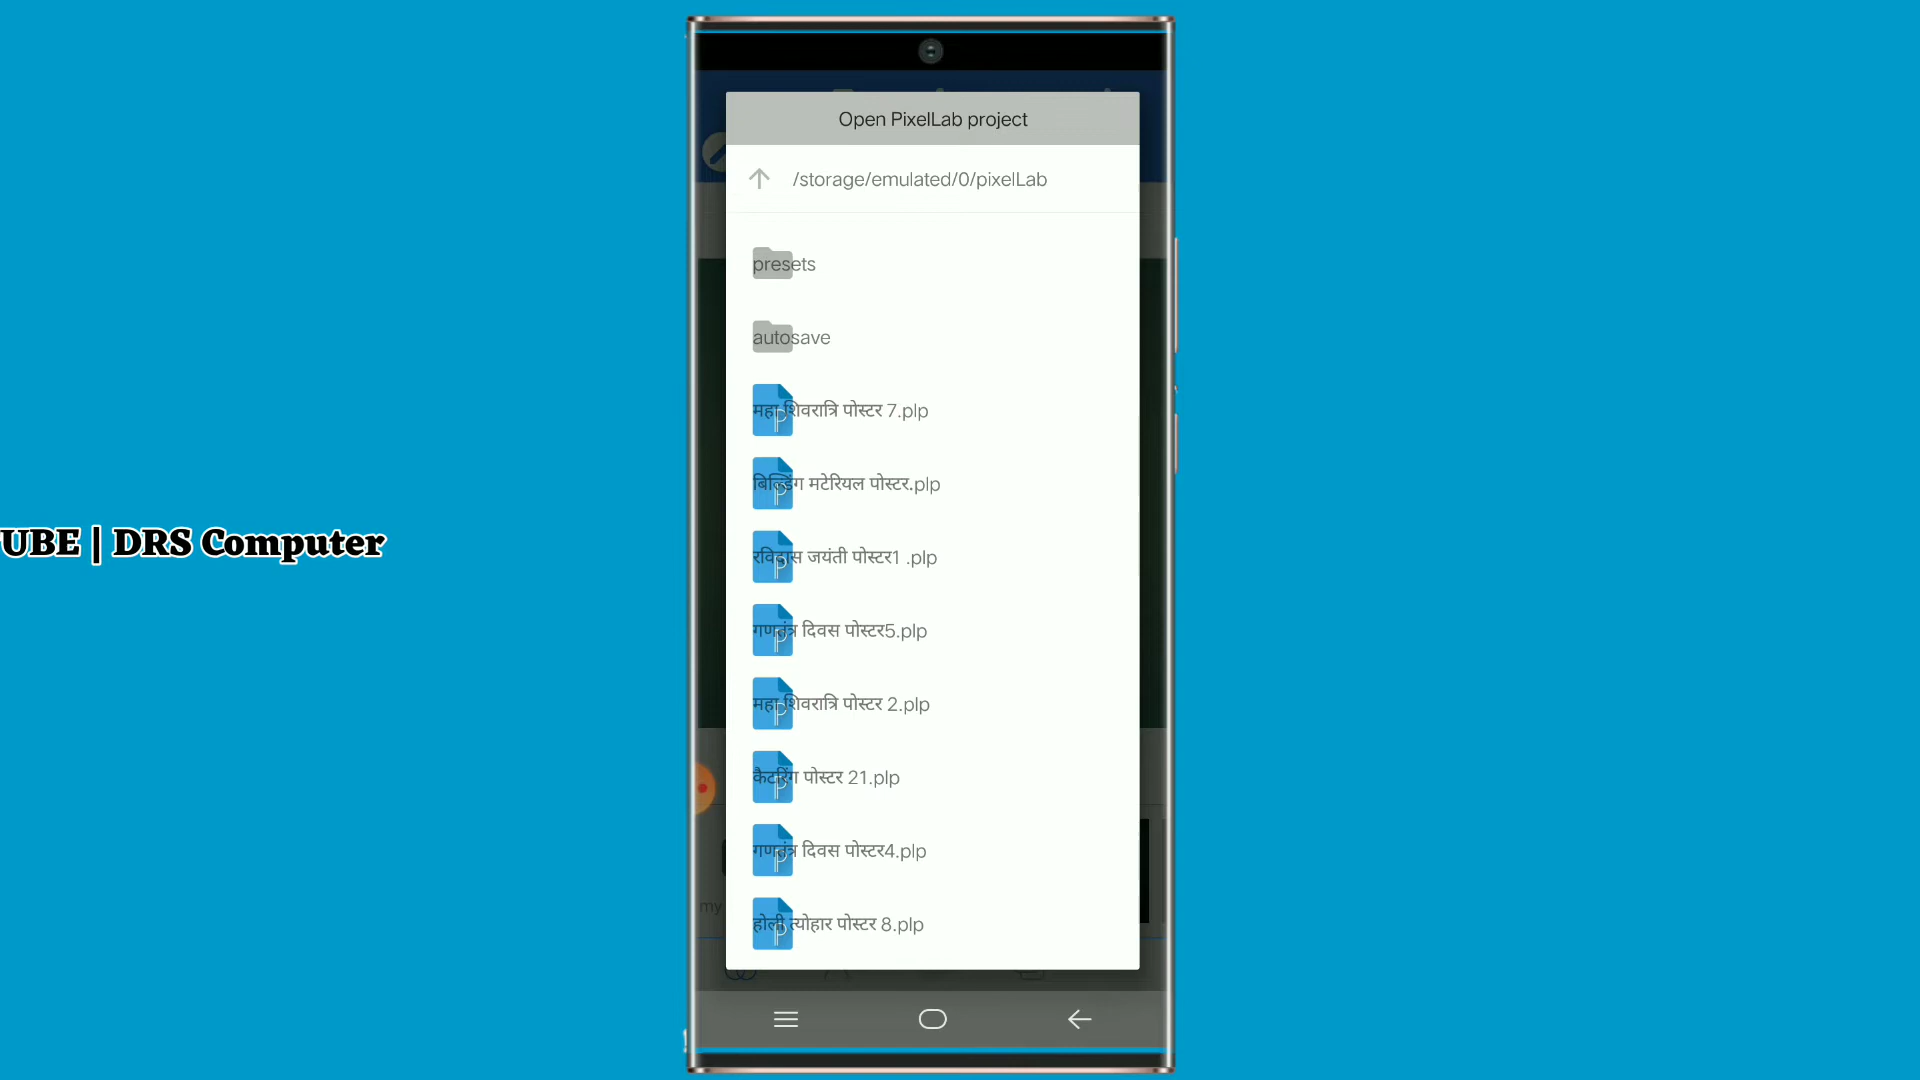 Open PixelLab project
/storage/emulated/0/pixelLab
presets
autosave
महा शिवरात्रि पोस्टर 7.plp
बिल्डिंग मटेरियल पोस्टर.plp
रविदास जयंती पोस्टर1 .plp
गणतंत्र दिवस पोस्टर5.plp
UBE | DRS Computer
महा शिवरात्रि पोस्टर 2.plp
कैटरिंग पोस्टर 21.plp
गणतंत्र दिवस पोस्टर4.plp
my
होली त्योहार पोस्टर 8.plp